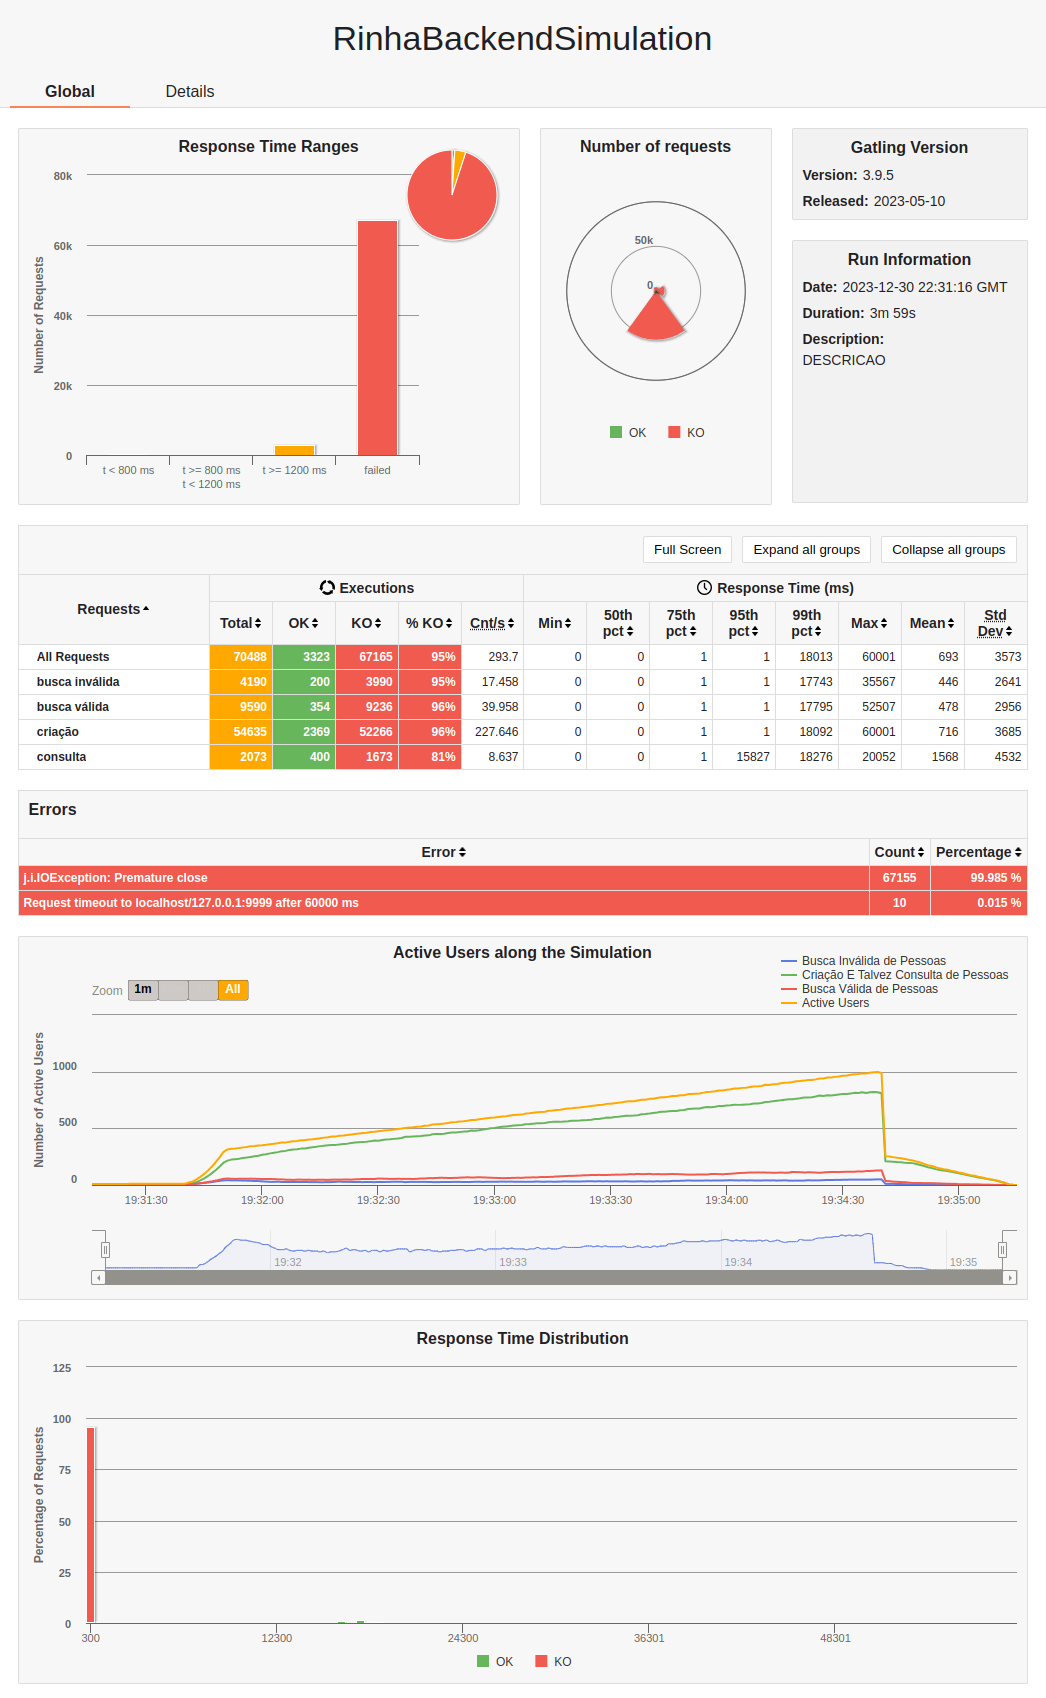 RinhaBackendSimulation
Global Details
Response Time Ranges
80k
60k
40k
20k
0
Number of Requests
t < 800 ms
t >= 800 ms
t < 1200 ms
t >= 1200 ms
failed
Number of requests
50k
0
OK KO
Gatling Version
Version: 3.9.5
Released: 2023-05-10
Run Information
Date: 2023-12-30 22:31:16 GMT
Duration: 3m 59s
Description:
DESCRICAO
Full Screen Expand all groups Collapse all groups
Requests Executions Response Time (ms)
Total OK KO % KO Cnt/s Min 50th pct 75th pct 95th pct 99th pct Max Mean Std Dev
All Requests 70488 3323 67165 95% 293.7 0 0 1 1 18013 60001 693 3573
busca inválida 4190 200 3990 95% 17.458 0 0 1 1 17743 35567 446 2641
busca válida 9590 354 9236 96% 39.958 0 0 1 1 17795 52507 478 2956
criação 54635 2369 52266 96% 227.646 0 0 1 1 18092 60001 716 3685
consulta 2073 400 1673 81% 8.637 0 0 1 15827 18276 20052 1568 4532
Errors
Error Count Percentage
j.i.IOException: Premature close 67155 99.985 %
Request timeout to localhost/127.0.0.1:9999 after 60000 ms 10 0.015 %
Active Users along the Simulation
Busca Inválida de Pessoas
Criação E Talvez Consulta de Pessoas
Busca Válida de Pessoas
Active Users
Zoom 1m All
Number of Active Users
1000
500
0
19:31:30 19:32:00 19:32:30 19:33:00 19:33:30 19:34:00 19:34:30 19:35:00
19:32 19:33 19:34 19:35
Response Time Distribution
125
100
75
50
25
0
Percentage of Requests
300 12300 24300 36301 48301
OK KO